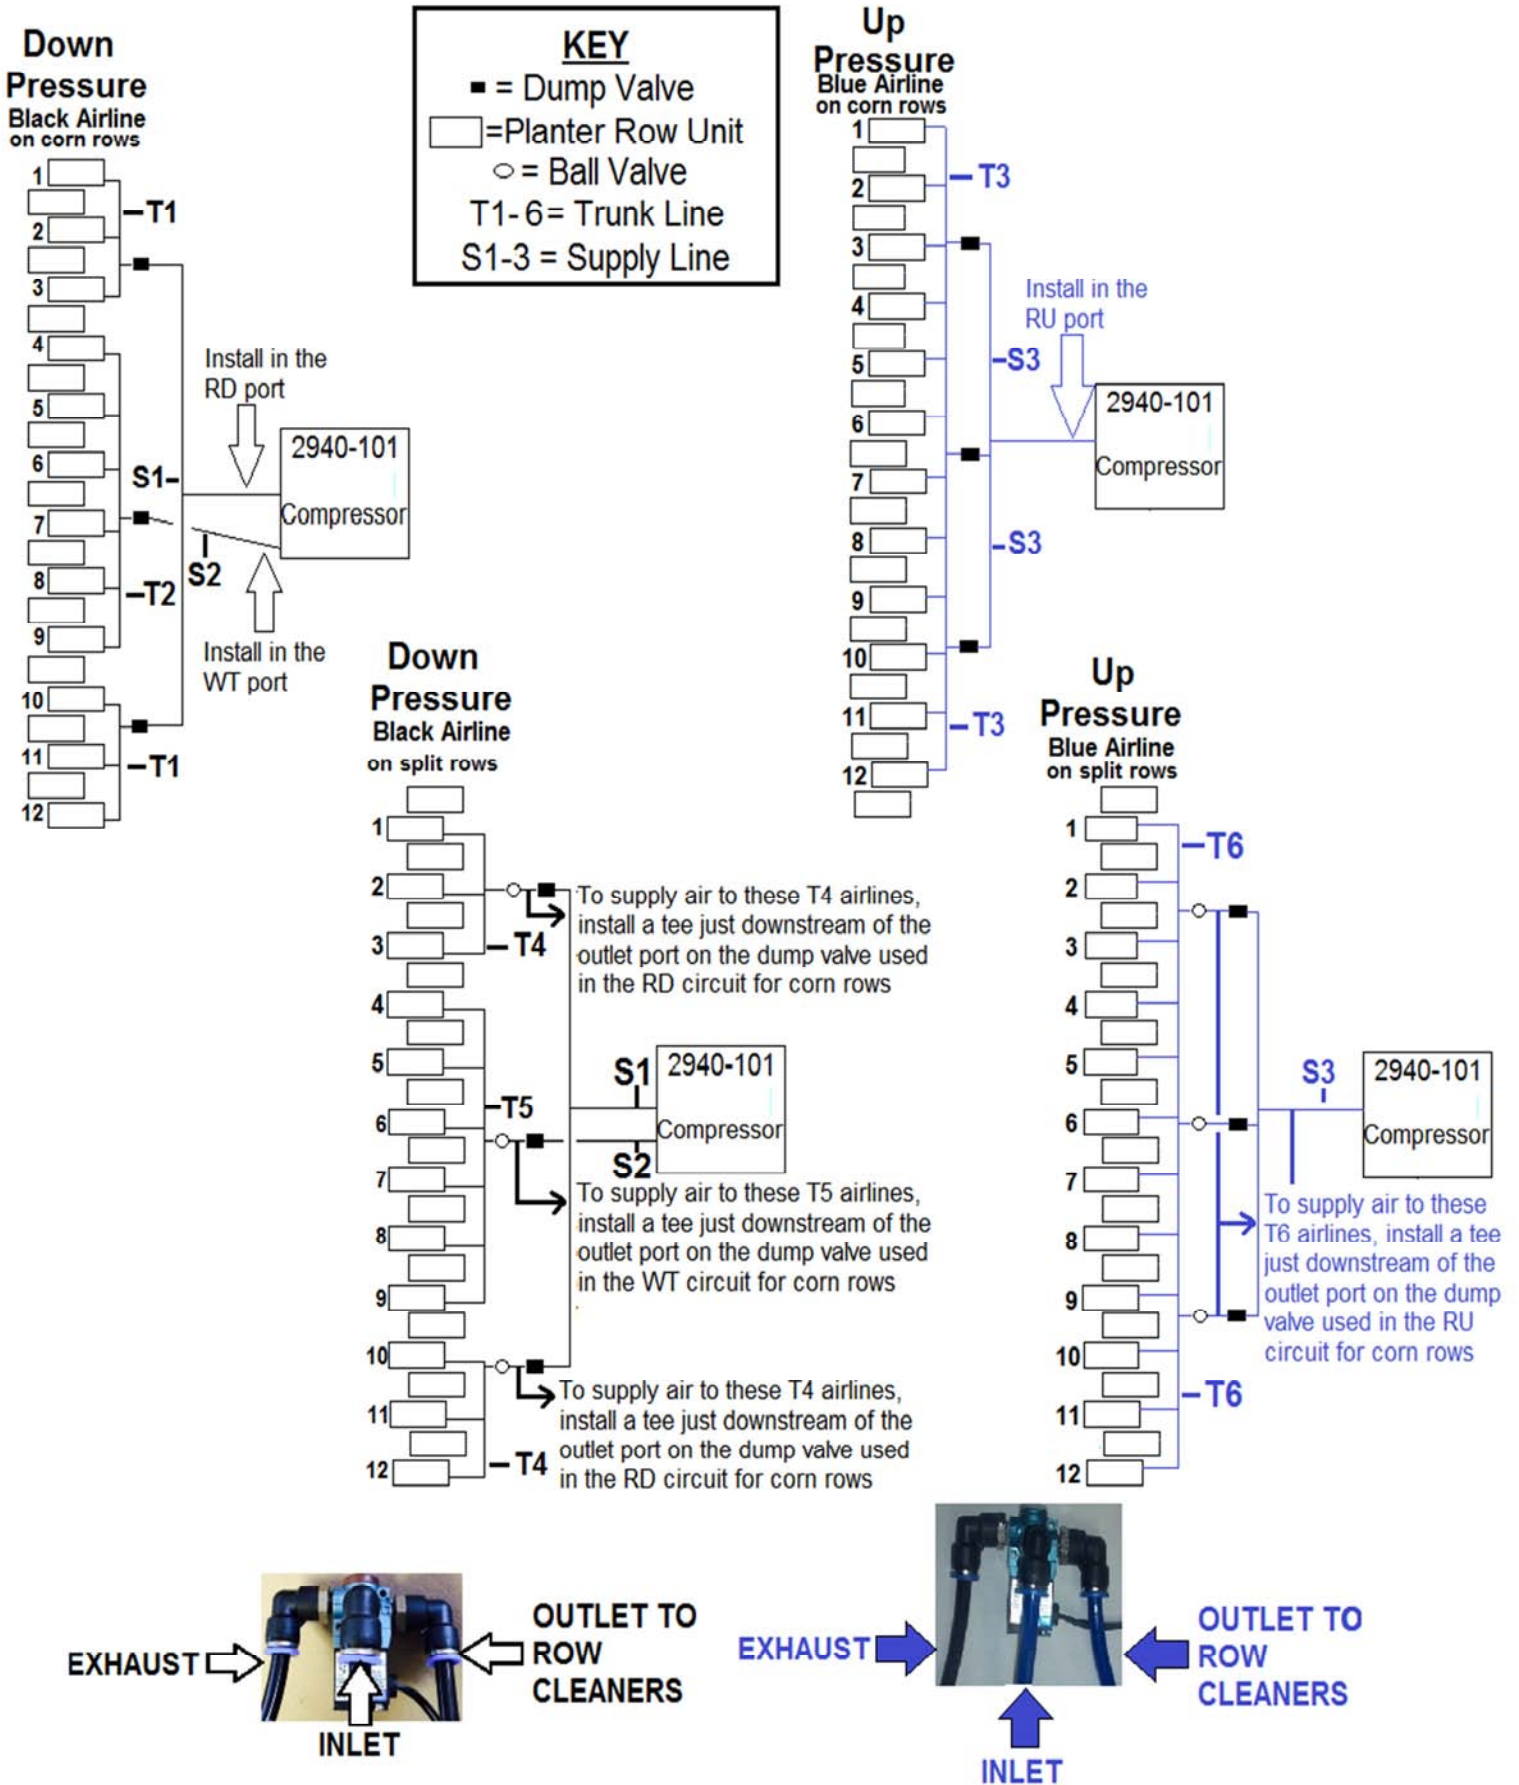 Down
Pressure
Black Airline
on corn rows
1
2
3
4
5
6
7
8
9
10
11
12
–T1
S1–
S2
–T2
–T1
Install in the
RD port
2940-101
Compressor
Install in the
WT port
KEY
= Dump Valve
=Planter Row Unit
= Ball Valve
T1-6= Trunk Line
S1-3 = Supply Line
Up
Pressure
Blue Airline
on corn rows
1
2
3
4
5
6
7
8
9
10
11
12
–T3
–S3
–S3
–T3
Install in the
RU port
2940-101
Compressor
Down
Pressure
Black Airline
on split rows
1
2
3
4
5
6
7
8
9
10
11
12
To supply air to these T4 airlines,
install a tee just downstream of the
outlet port on the dump valve used
in the RD circuit for corn rows
–T4
S1
2940-101
–T5
Compressor
S2
To supply air to these T5 airlines,
install a tee just downstream of the
outlet port on the dump valve used
in the WT circuit for corn rows
To supply air to these T4 airlines,
install a tee just downstream of the
outlet port on the dump valve used
in the RD circuit for corn rows
–T4
Up
Pressure
Blue Airline
on split rows
1
2
3
4
5
6
7
8
9
10
11
12
–T6
S3
2940-101
Compressor
To supply air to these
T6 airlines, install a tee
just downstream of the
outlet port on the dump
valve used in the RU
circuit for corn rows
–T6
EXHAUST
OUTLET TO
ROW
CLEANERS
INLET
EXHAUST
OUTLET TO
ROW
CLEANERS
INLET